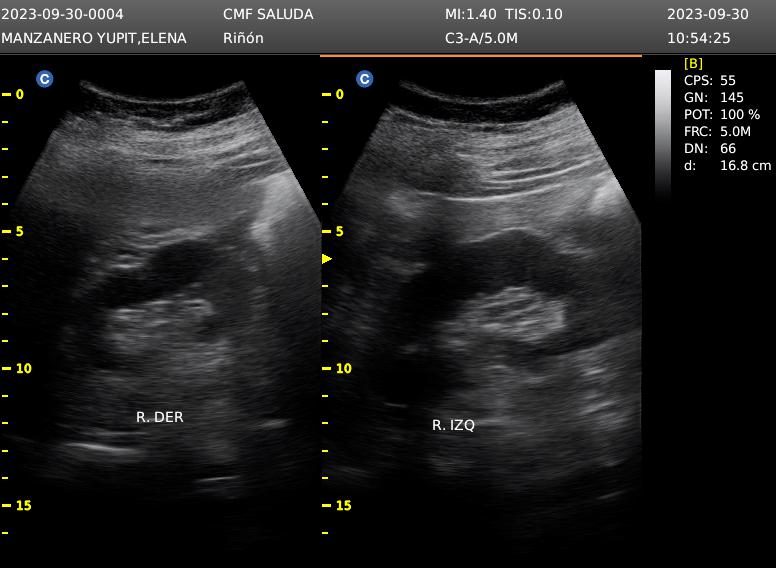 2023-09-30-0004 CMF SALUDA MI:1.40 TIS:0.10 2023-09-30
MANZANERO YUPIT,ELENA Riñón C3-A/5.0M 10:54:25
[B]
CPS: 55
GN: 145
POT: 100 %
FRC: 5.0M
DN: 66
d: 16.8 cm
C
0
5
10
15
R. DER
C
0
5
10
15
R. IZQ